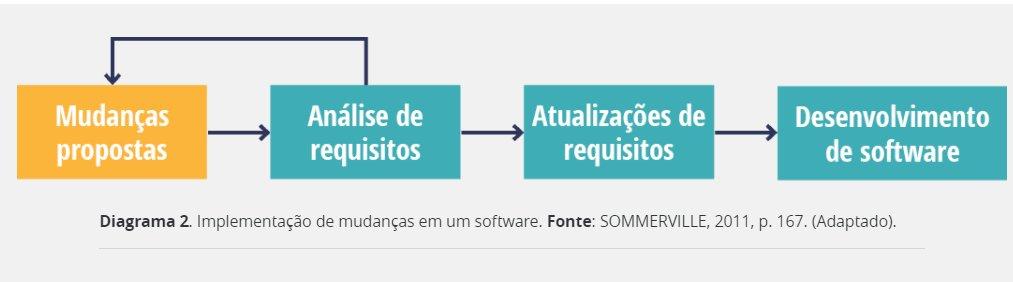 Mudanças
propostas
Análise de
requisitos
Atualizações de
requisitos
Desenvolvimento
de software
Diagrama 2. Implementação de mudanças em um software. Fonte: SOMMERVILLE, 2011, p. 167. (Adaptado).